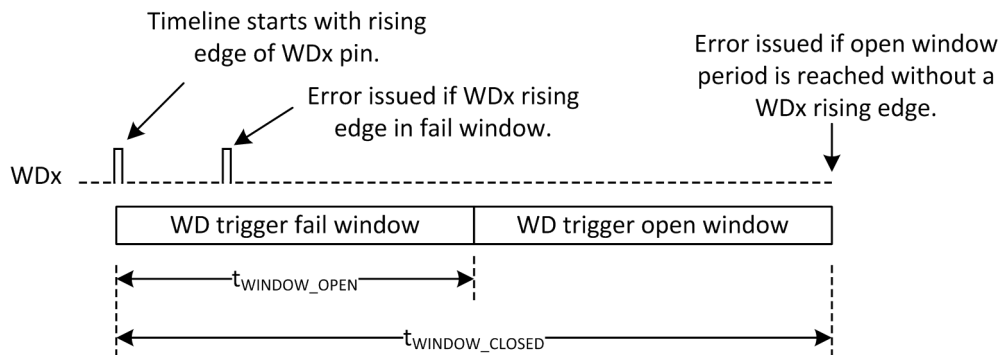 Timeline starts with rising
edge of WDx pin.
Error issued if WDx rising
edge in fail window.
Error issued if open window
period is reached without a
WDx rising edge.
WDx
WD trigger fail window
WD trigger open window
tWINDOW_OPEN
tWINDOW_CLOSED